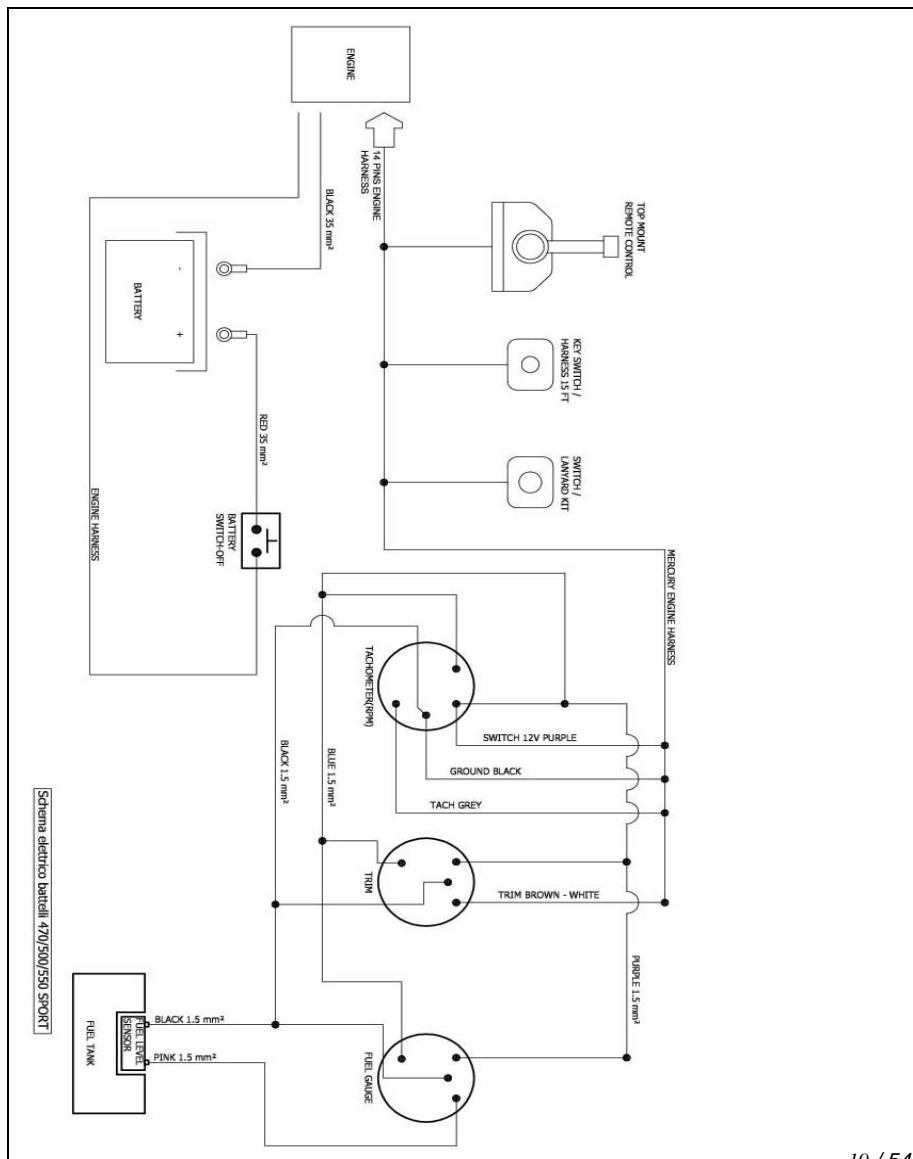 ENGINE
14 PINS ENGINE
HARNESS
TOP MOUNT
REMOTE CONTROL
BLACK 35 mm²
-
BATTERY
+
KEY SWITCH /
HARNESS 15 FT
RED 35 mm²
SWITCH /
LANYARD KIT
ENGINE HARNESS
BATTERY
SWITCH-OFF
MERCURY ENGINE HARNESS
TACHOMETER(RPM)
SWITCH 12V PURPLE
GROUND BLACK
TACH GREY
BLACK 1.5 mm²
BLUE 1.5 mm²
TRIM
TRIM BROWN - WHITE
PURPLE 1.5 mm²
Schema elettrico battelli 470/500/550 SPORT
BLACK 1.5 mm²
FUEL LEVEL
SENSOR
FUEL TANK
PINK 1.5 mm²
FUEL GAUGE
19 / 54